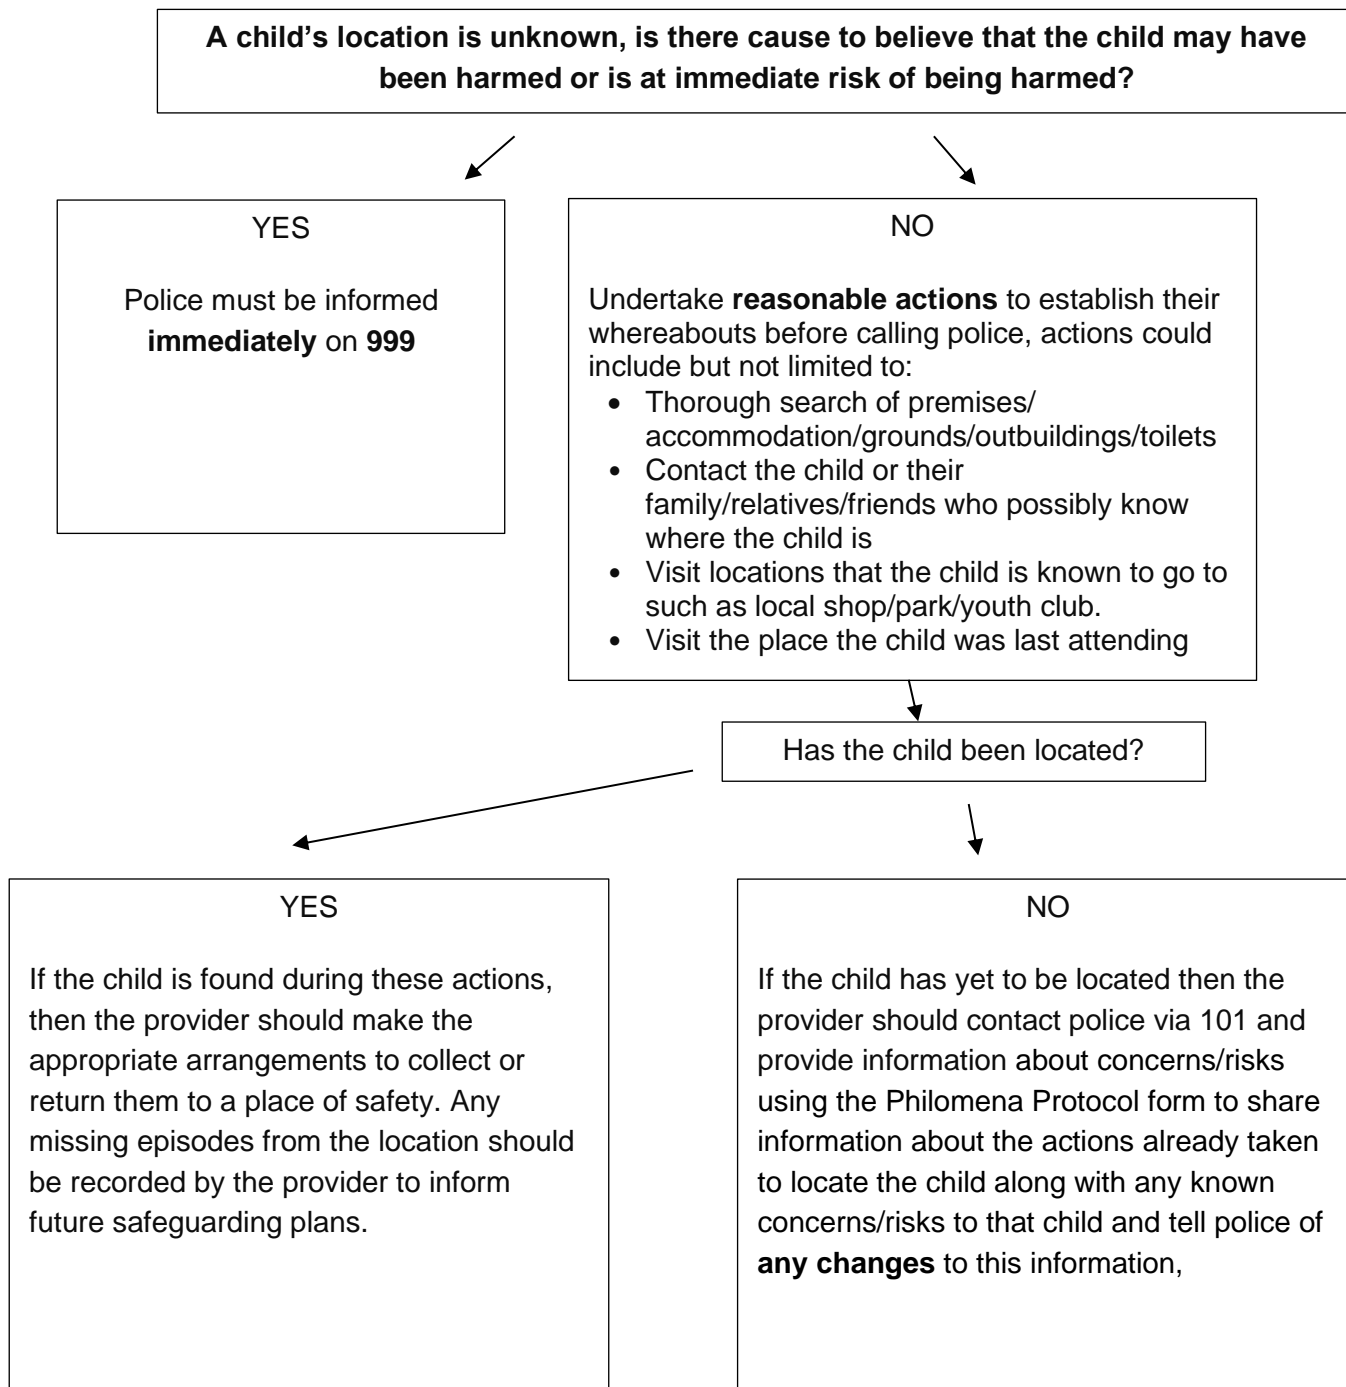 A child’s location is unknown, is there cause to believe that the child may have
been harmed or is at immediate risk of being harmed?
YES
Police must be informed
immediately on 999
NO
Undertake reasonable actions to establish their
whereabouts before calling police, actions could
include but not limited to:
• Thorough search of premises/
accommodation/grounds/outbuildings/toilets
• Contact the child or their
family/relatives/friends who possibly know
where the child is
• Visit locations that the child is known to go to
such as local shop/park/youth club.
• Visit the place the child was last attending
Has the child been located?
YES
If the child is found during these actions,
then the provider should make the
appropriate arrangements to collect or
return them to a place of safety. Any
missing episodes from the location should
be recorded by the provider to inform
future safeguarding plans.
NO
If the child has yet to be located then the
provider should contact police via 101 and
provide information about concerns/risks
using the Philomena Protocol form to share
information about the actions already taken
to locate the child along with any known
concerns/risks to that child and tell police of
any changes to this information,